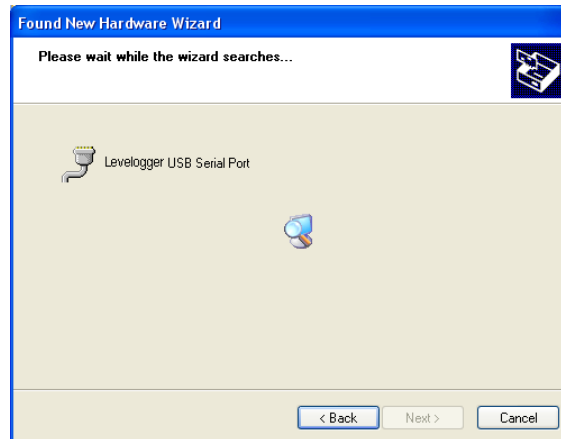 Found New Hardware Wizard
Please wait while the wizard searches...
Levelogger USB Serial Port
< Back Next > Cancel